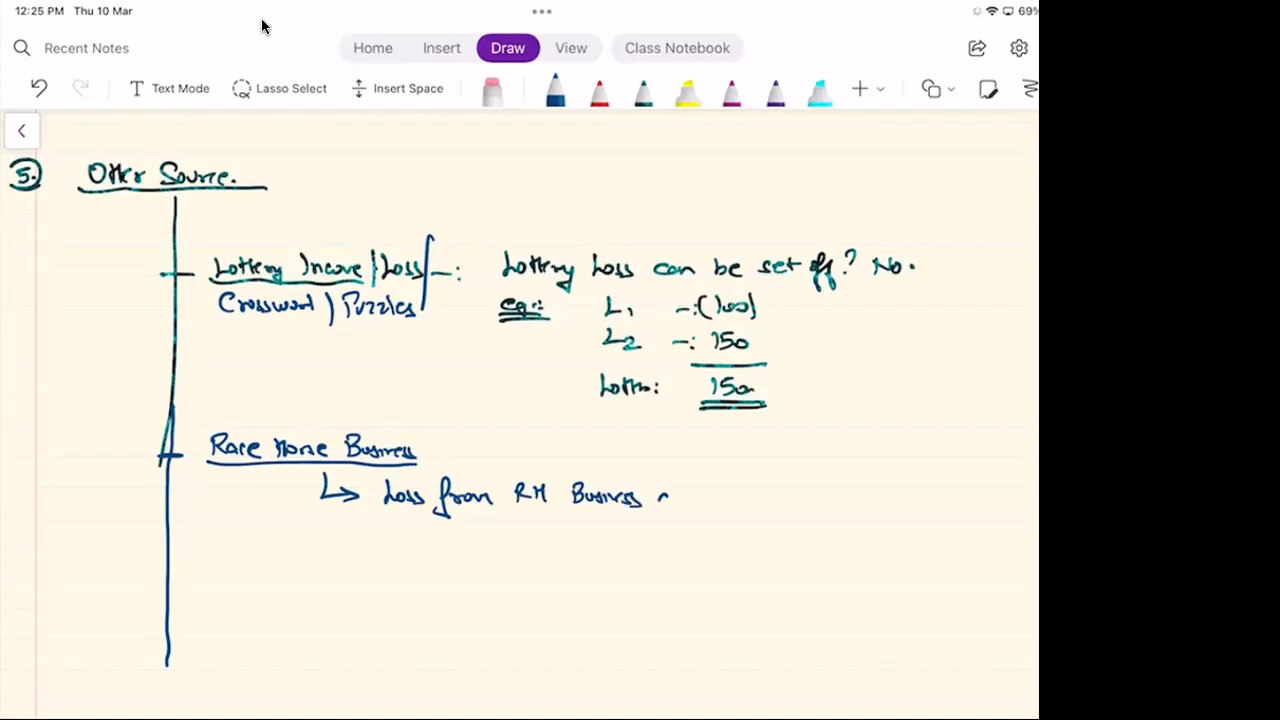 12:25 PM Thu 10 Mar
69%
Recent Notes
Home Insert Draw View Class Notebook
Text Mode Lasso Select Insert Space
5. Other Source.
Lottery Income / Loss -: Lottery Loss can be set off? No.
Crossword / Puzzles
eg:- L1 -: (100)
L2 -: 150
150
Race Horse Business
↳ Loss from RH Business